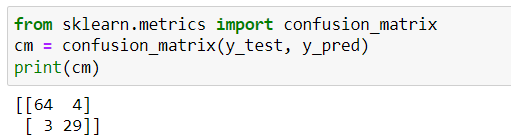 from sklearn.metrics import confusion_matrix
cm = confusion_matrix(y_test, y_pred)
print(cm)
[[64  4]
 [ 3 29]]